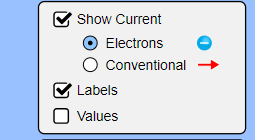 Show Current
Electrons
Conventional
Labels
Values